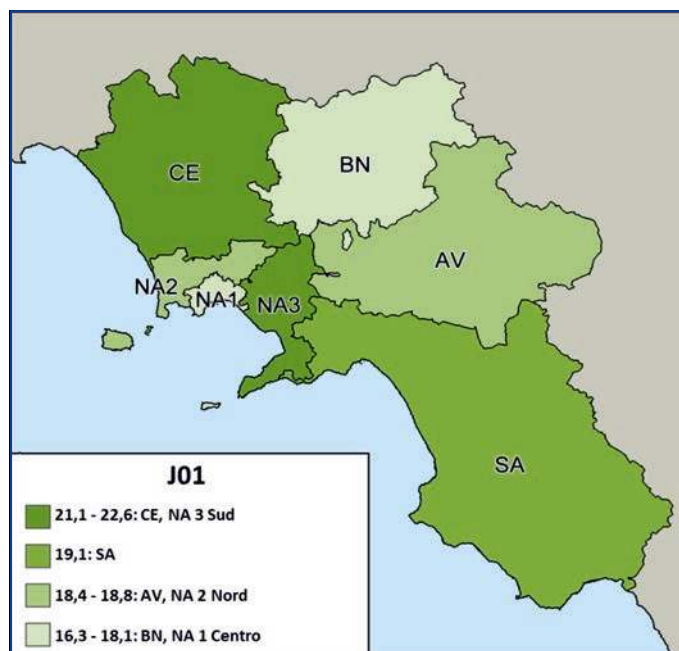 CE
BN
AV
NA2
NA1
NA3
SA
J01
21,1 - 22,6: CE, NA 3 Sud
19,1: SA
18,4 - 18,8: AV, NA 2 Nord
16,3 - 18,1: BN, NA 1 Centro